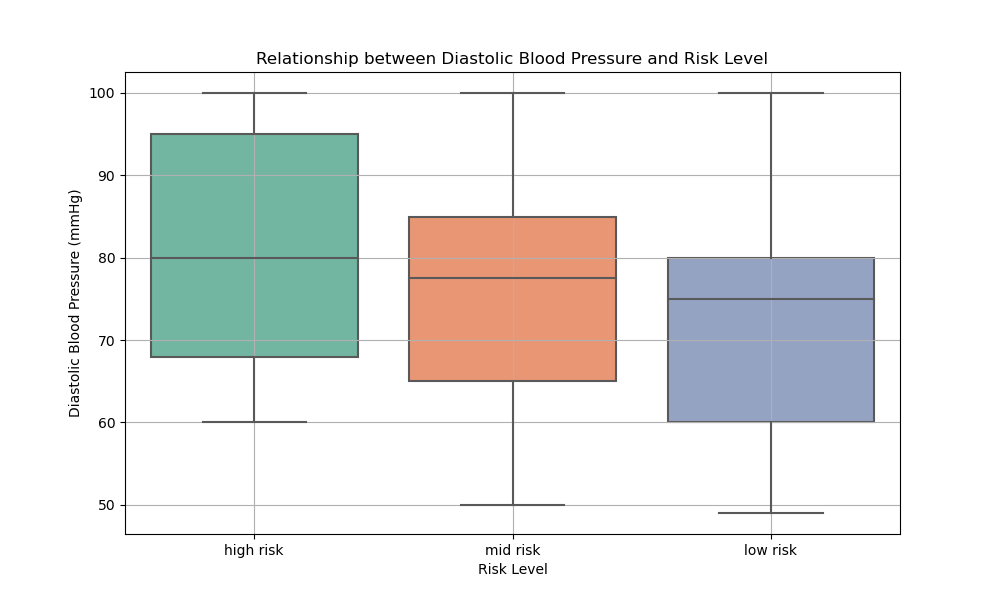 Relationship between Diastolic Blood Pressure and Risk Level
Diastolic Blood Pressure (mmHg)
100
90
80
70
60
50
high risk mid risk low risk
Risk Level